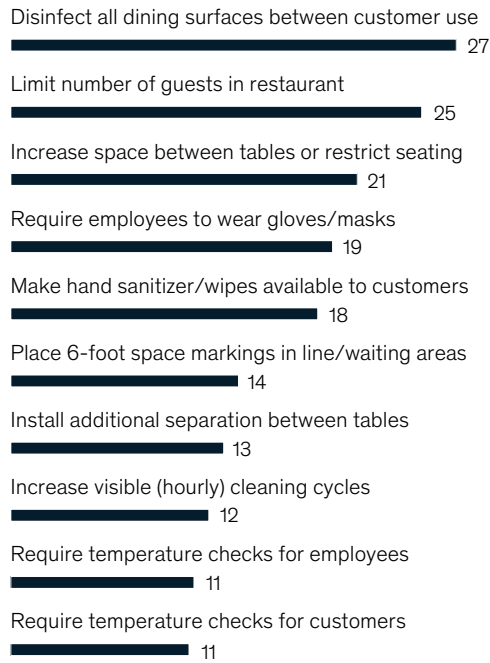 Disinfect all dining surfaces between customer use
27
Limit number of guests in restaurant
25
Increase space between tables or restrict seating
21
Require employees to wear gloves/masks
19
Make hand sanitizer/wipes available to customers
18
Place 6-foot space markings in line/waiting areas
14
Install additional separation between tables
13
Increase visible (hourly) cleaning cycles
12
Require temperature checks for employees
11
Require temperature checks for customers
11